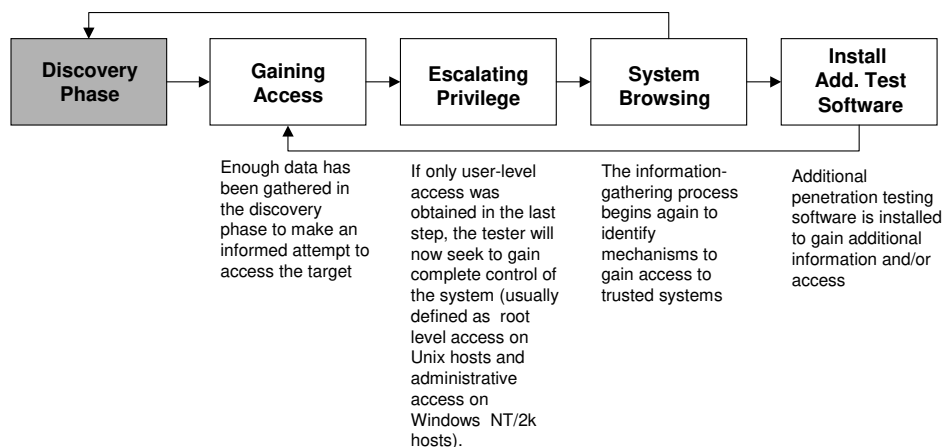 Discovery
Phase
Gaining
Access
Escalating
Privilege
System
Browsing
Install
Add. Test
Software
Enough data has
been gathered in
the discovery
phase to make an
informed attempt to
access the target
If only user-level
access was
obtained in the last
step, the tester will
now seek to gain
complete control of
the system (usually
defined as root
level access on
Unix hosts and
administrative
access on
Windows NT/2k
hosts).
The information-
gathering process
begins again to
identify
mechanisms to
gain access to
trusted systems
Additional
penetration testing
software is installed
to gain additional
information and/or
access